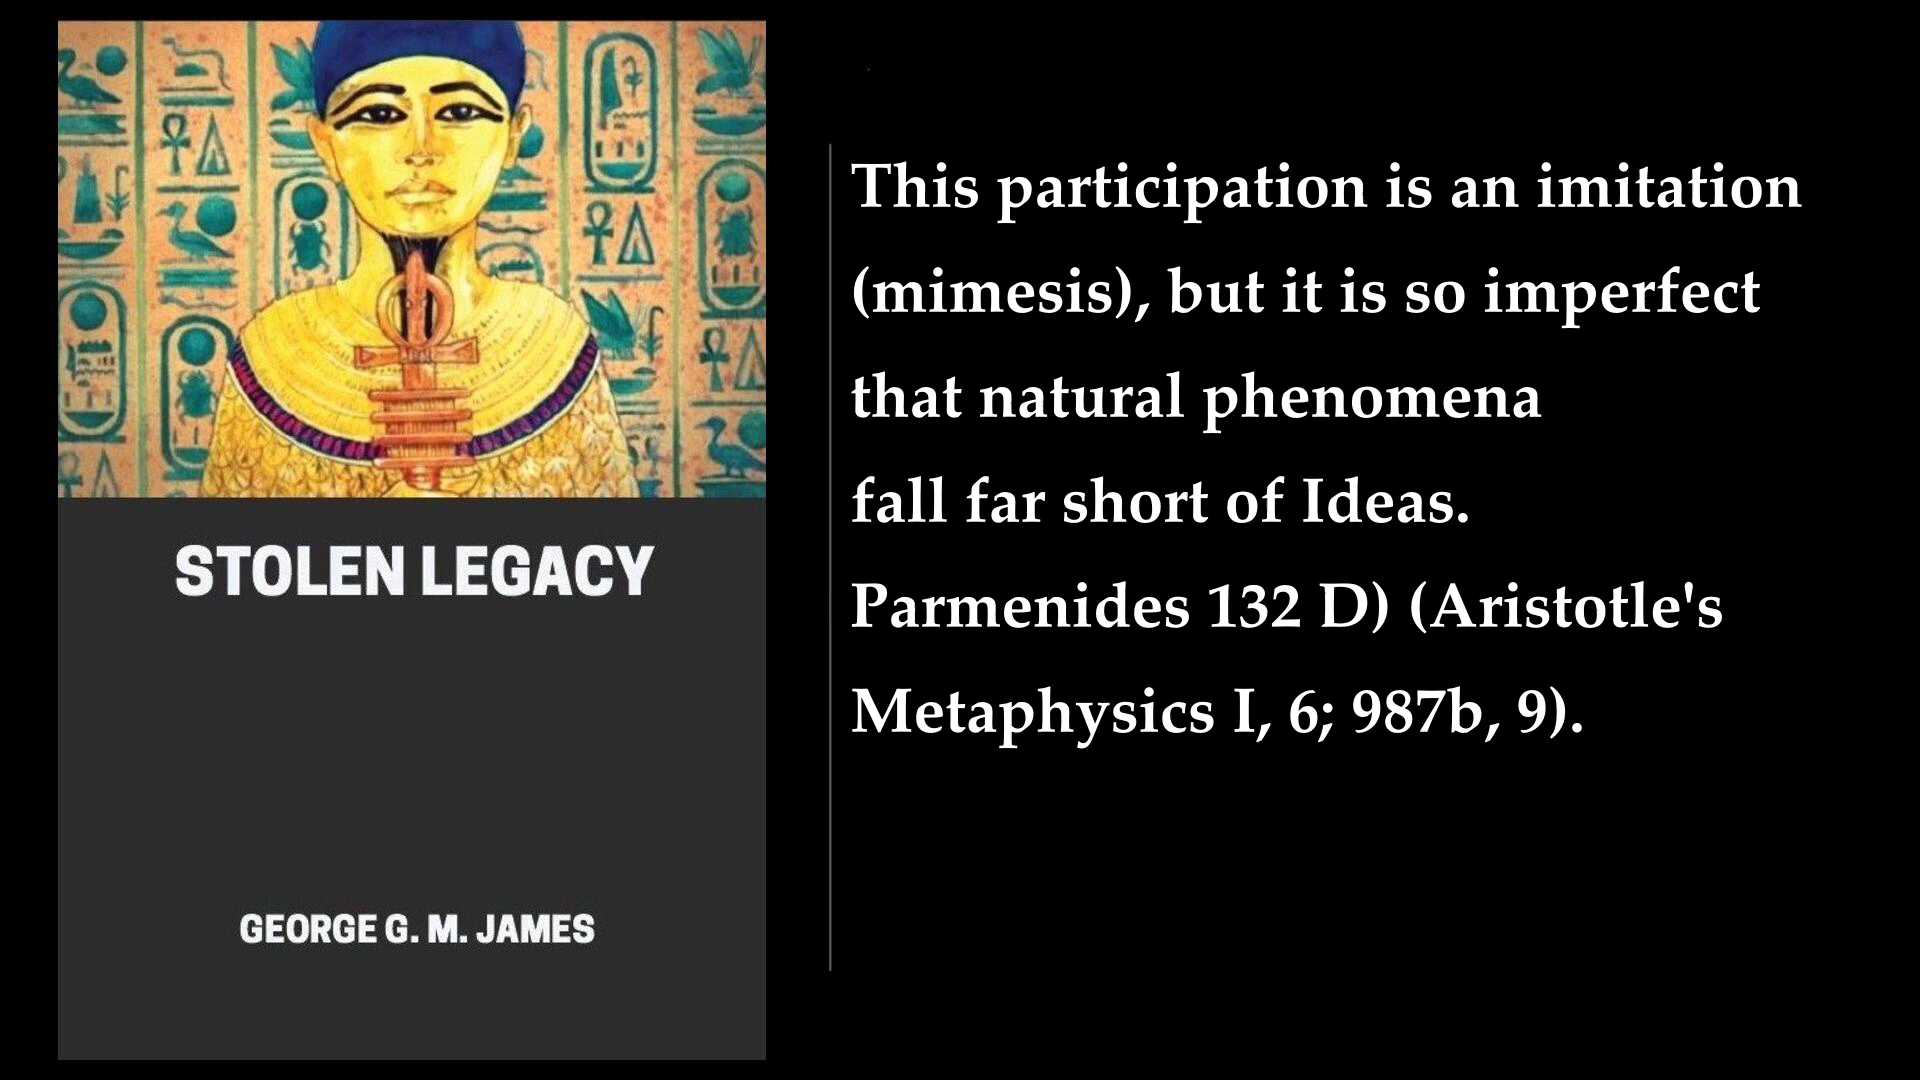 STOLEN LEGACY
GEORGE G. M. JAMES
This participation is an imitation
(mimesis), but it is so imperfect
that natural phenomena
fall far short of Ideas.
Parmenides 132 D) (Aristotle's
Metaphysics I, 6; 987b, 9).